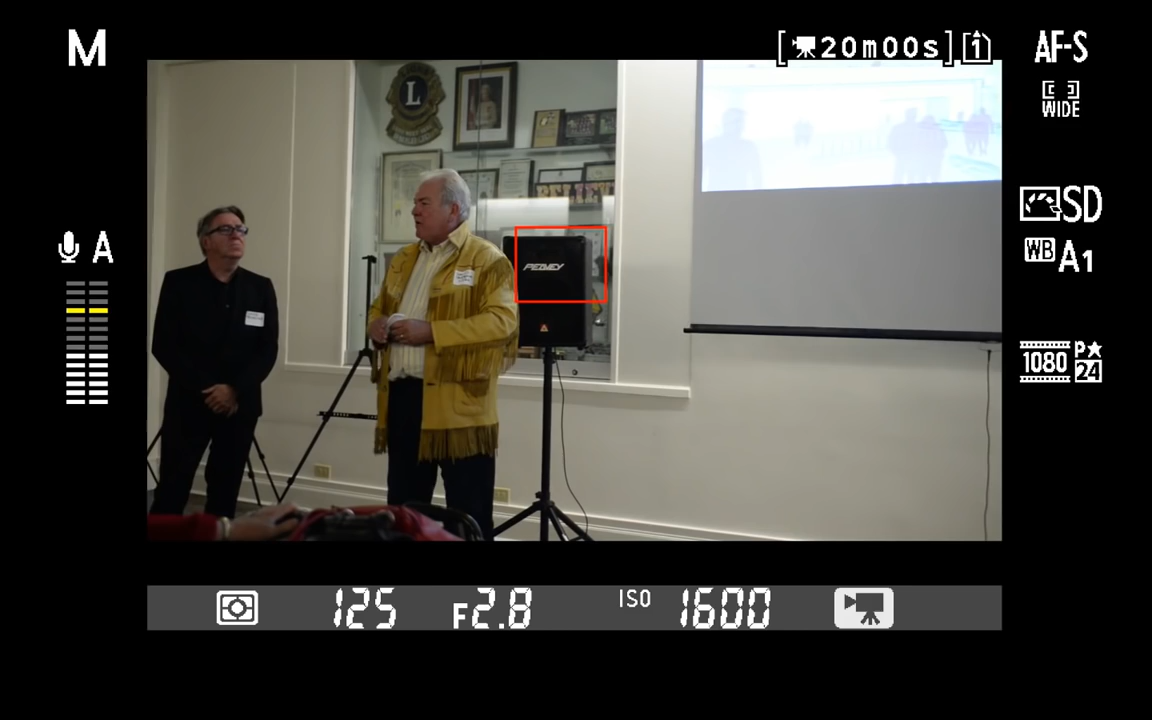 M
[20m00s] 1
AF-S
WIDE
L
A
SD
WB A1
PEAVEY
1080 P★
24
125 F2.8 ISO 1600